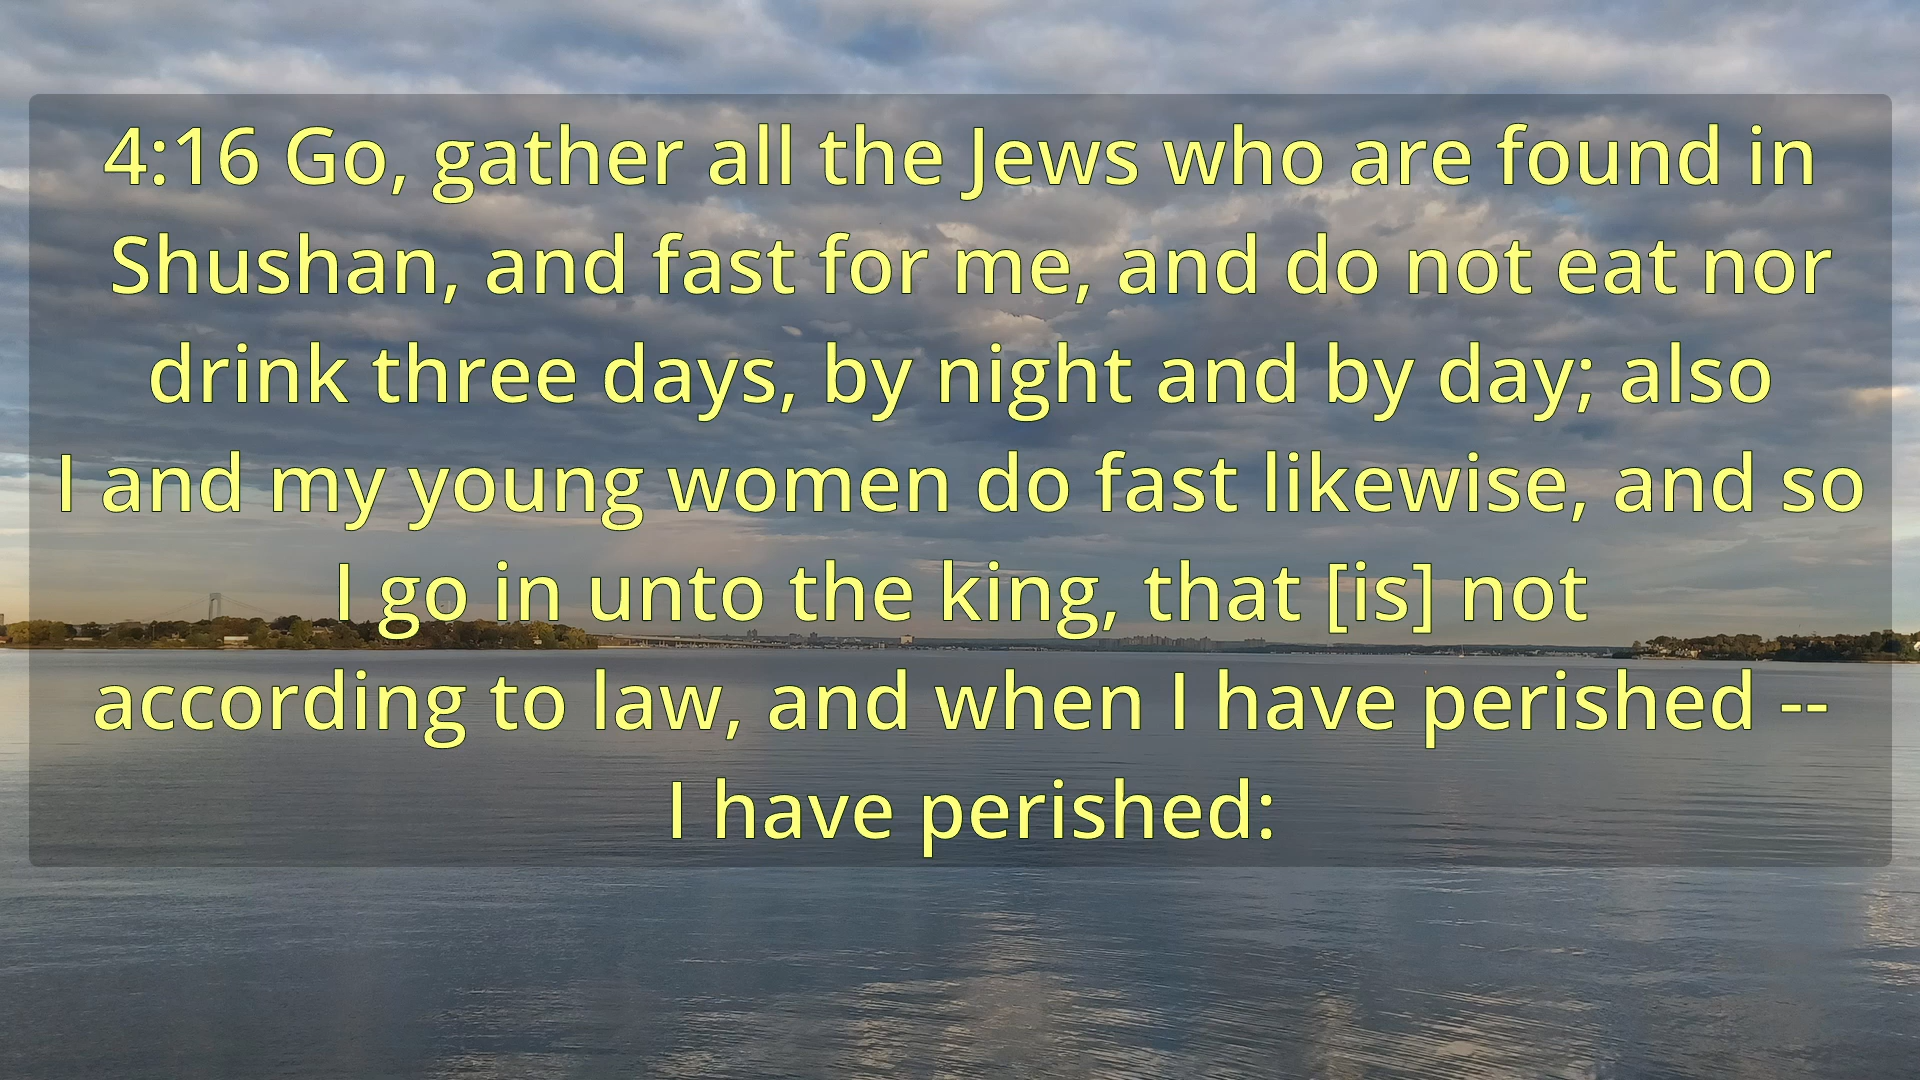 4:16 Go, gather all the Jews who are found in
Shushan, and fast for me, and do not eat nor
drink three days, by night and by day; also
I and my young women do fast likewise, and so
I go in unto the king, that [is] not
according to law, and when I have perished --
I have perished: